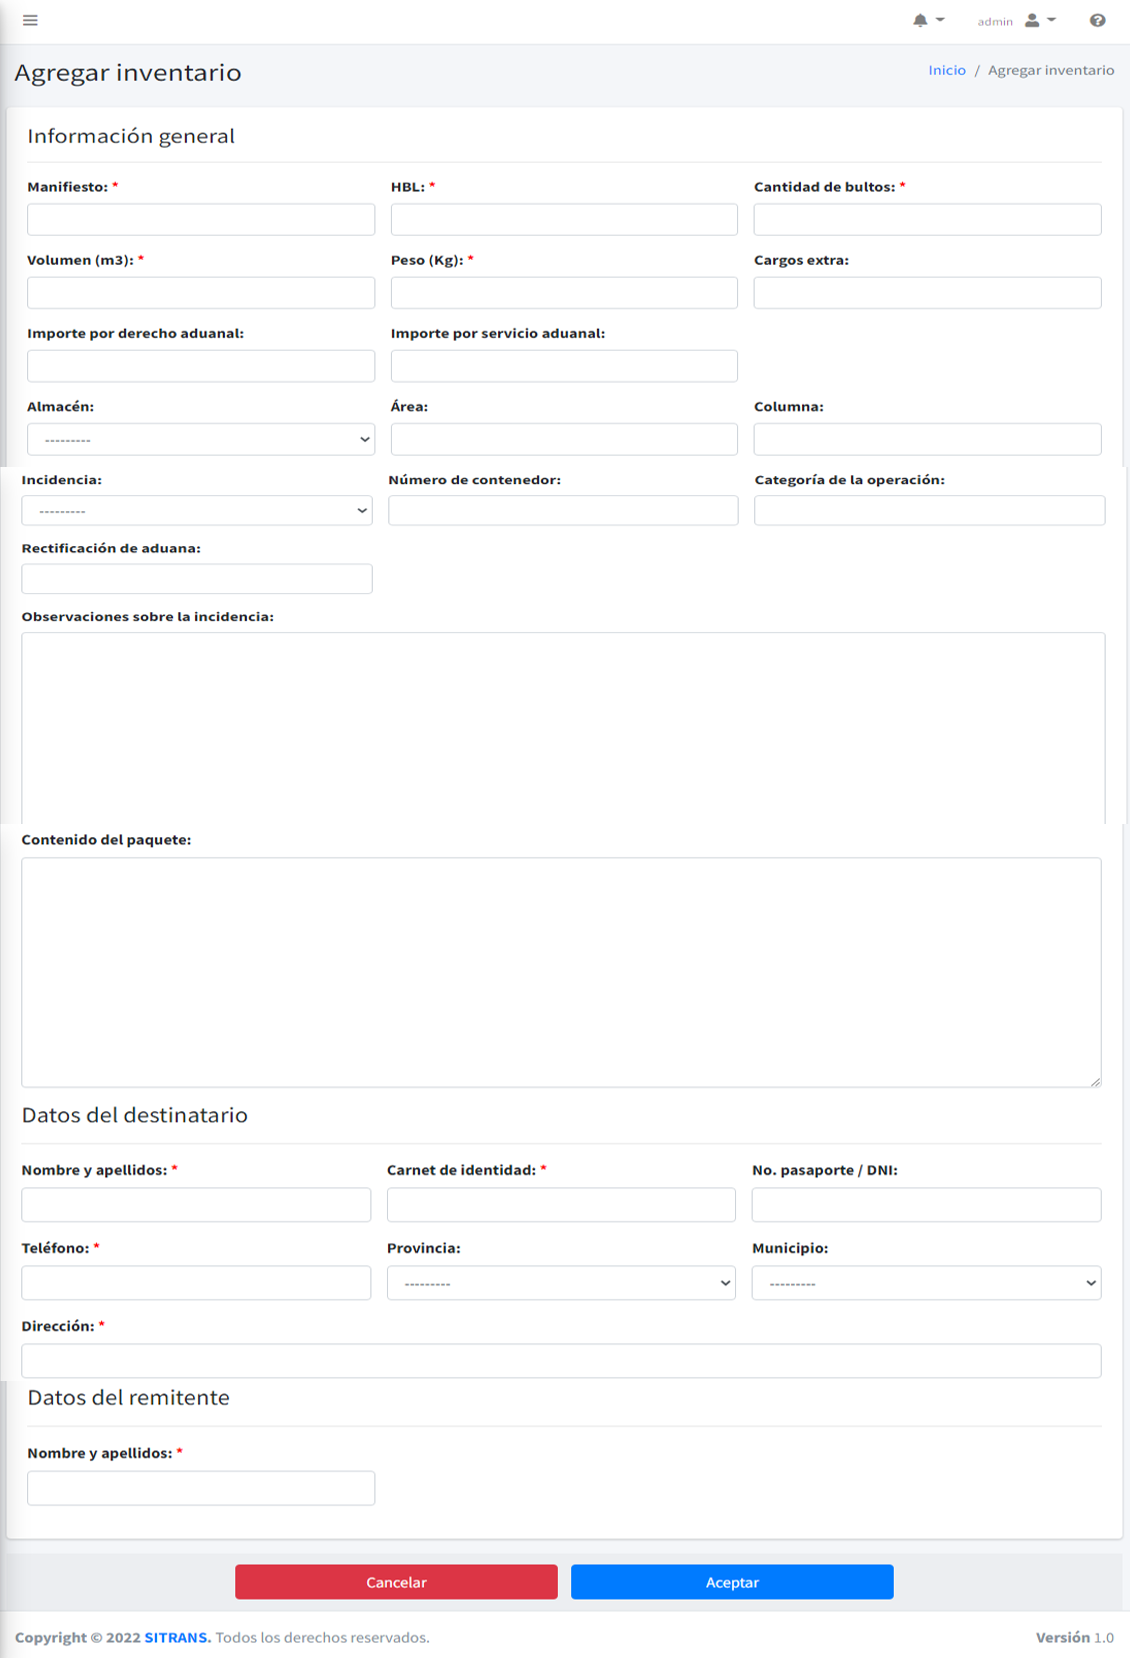 admin
Agregar inventario
Inicio / Agregar inventario
Información general
Manifiesto: * HBL: * Cantidad de bultos: *
Volumen (m3): * Peso (Kg): * Cargos extra:
Importe por derecho aduanal: Importe por servicio aduanal:
Almacén: Área: Columna:
---------
Incidencia: Número de contenedor: Categoría de la operación:
---------
Rectificación de aduana:
Observaciones sobre la incidencia:
Contenido del paquete:
Datos del destinatario
Nombre y apellidos: * Carnet de identidad: * No. pasaporte / DNI:
Teléfono: * Provincia: Municipio:
--------- ---------
Dirección: *
Datos del remitente
Nombre y apellidos: *
Cancelar Aceptar
Copyright © 2022 SITRANS. Todos los derechos reservados. Versión 1.0